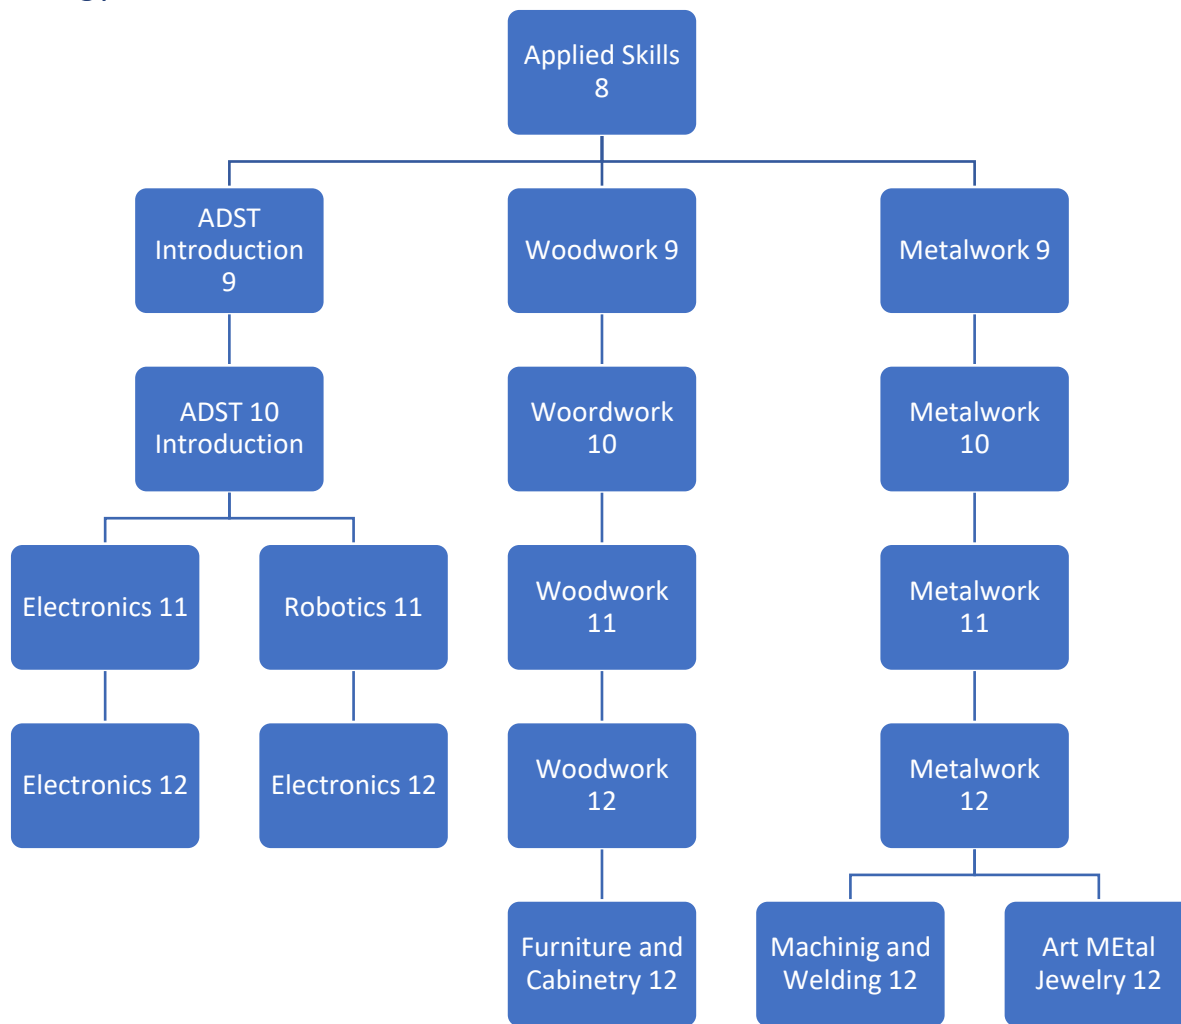 Applied Skills
8
ADST
Introduction
9
Woodwork 9
Metalwork 9
ADST 10
Introduction
Woordwork
10
Metalwork
10
Electronics 11
Robotics 11
Woodwork
11
Metalwork
11
Electronics 12
Electronics 12
Woodwork
12
Metalwork
12
Furniture and
Cabinetry 12
Machinig and
Welding 12
Art MEtal
Jewelry 12